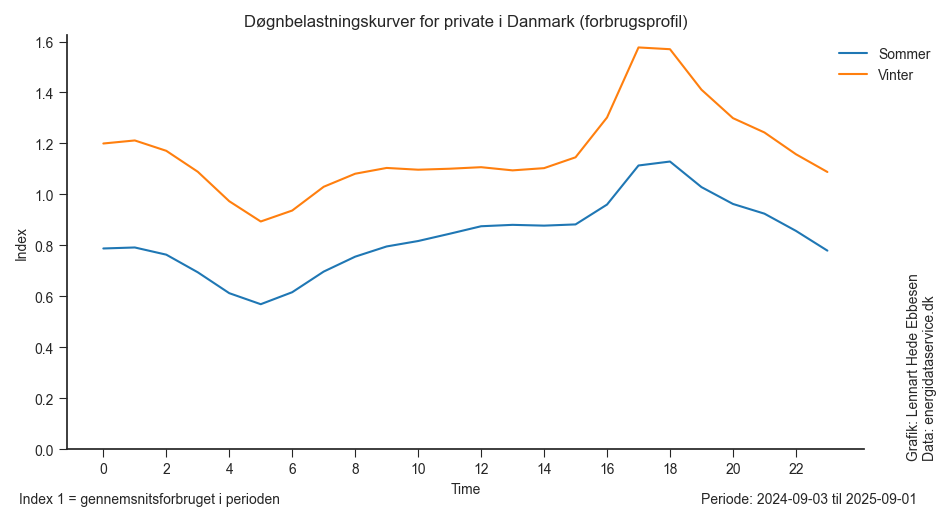 Døgnbelastningskurver for private i Danmark (forbrugsprofil)
Sommer
Vinter
1.6
1.4
1.2
1.0
0.8
0.6
0.4
0.2
0.0
Index
0 2 4 6 8 10 12 14 16 18 20 22
Time
Grafik: Lennart Hede Ebbesen
Data: energidataservice.dk
Index 1 = gennemsnitsforbruget i perioden
Periode: 2024-09-03 til 2025-09-01